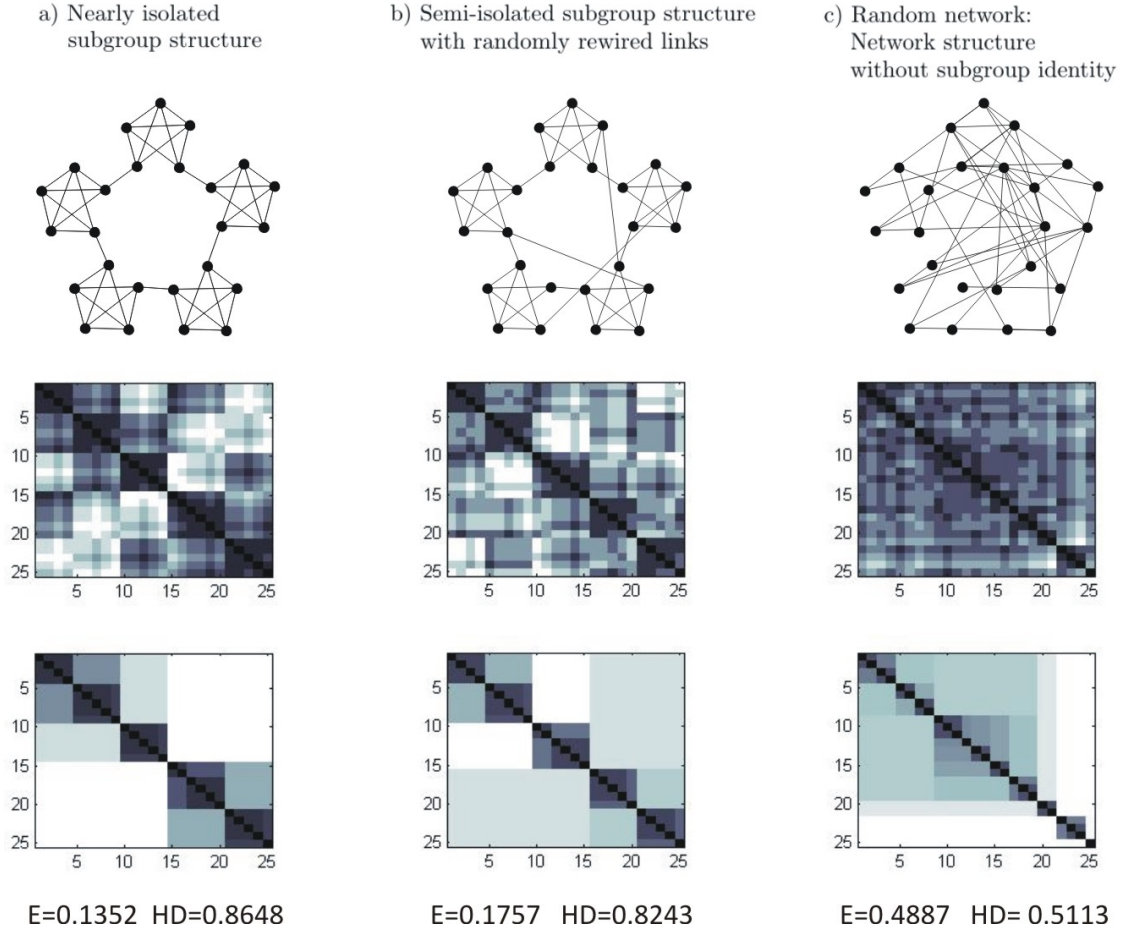 a) Nearly isolated
subgroup structure
b) Semi-isolated subgroup structure
with randomly rewired links
c) Random network:
Network structure
without subgroup identity
5
10
15
20
25
5 10 15 20 25
5
10
15
20
25
5 10 15 20 25
5
10
15
20
25
5 10 15 20 25
5
10
15
20
25
5 10 15 20 25
5
10
15
20
25
5 10 15 20 25
5
10
15
20
25
5 10 15 20 25
E=0.1352 HD=0.8648
E=0.1757 HD=0.8243
E=0.4887 HD= 0.5113